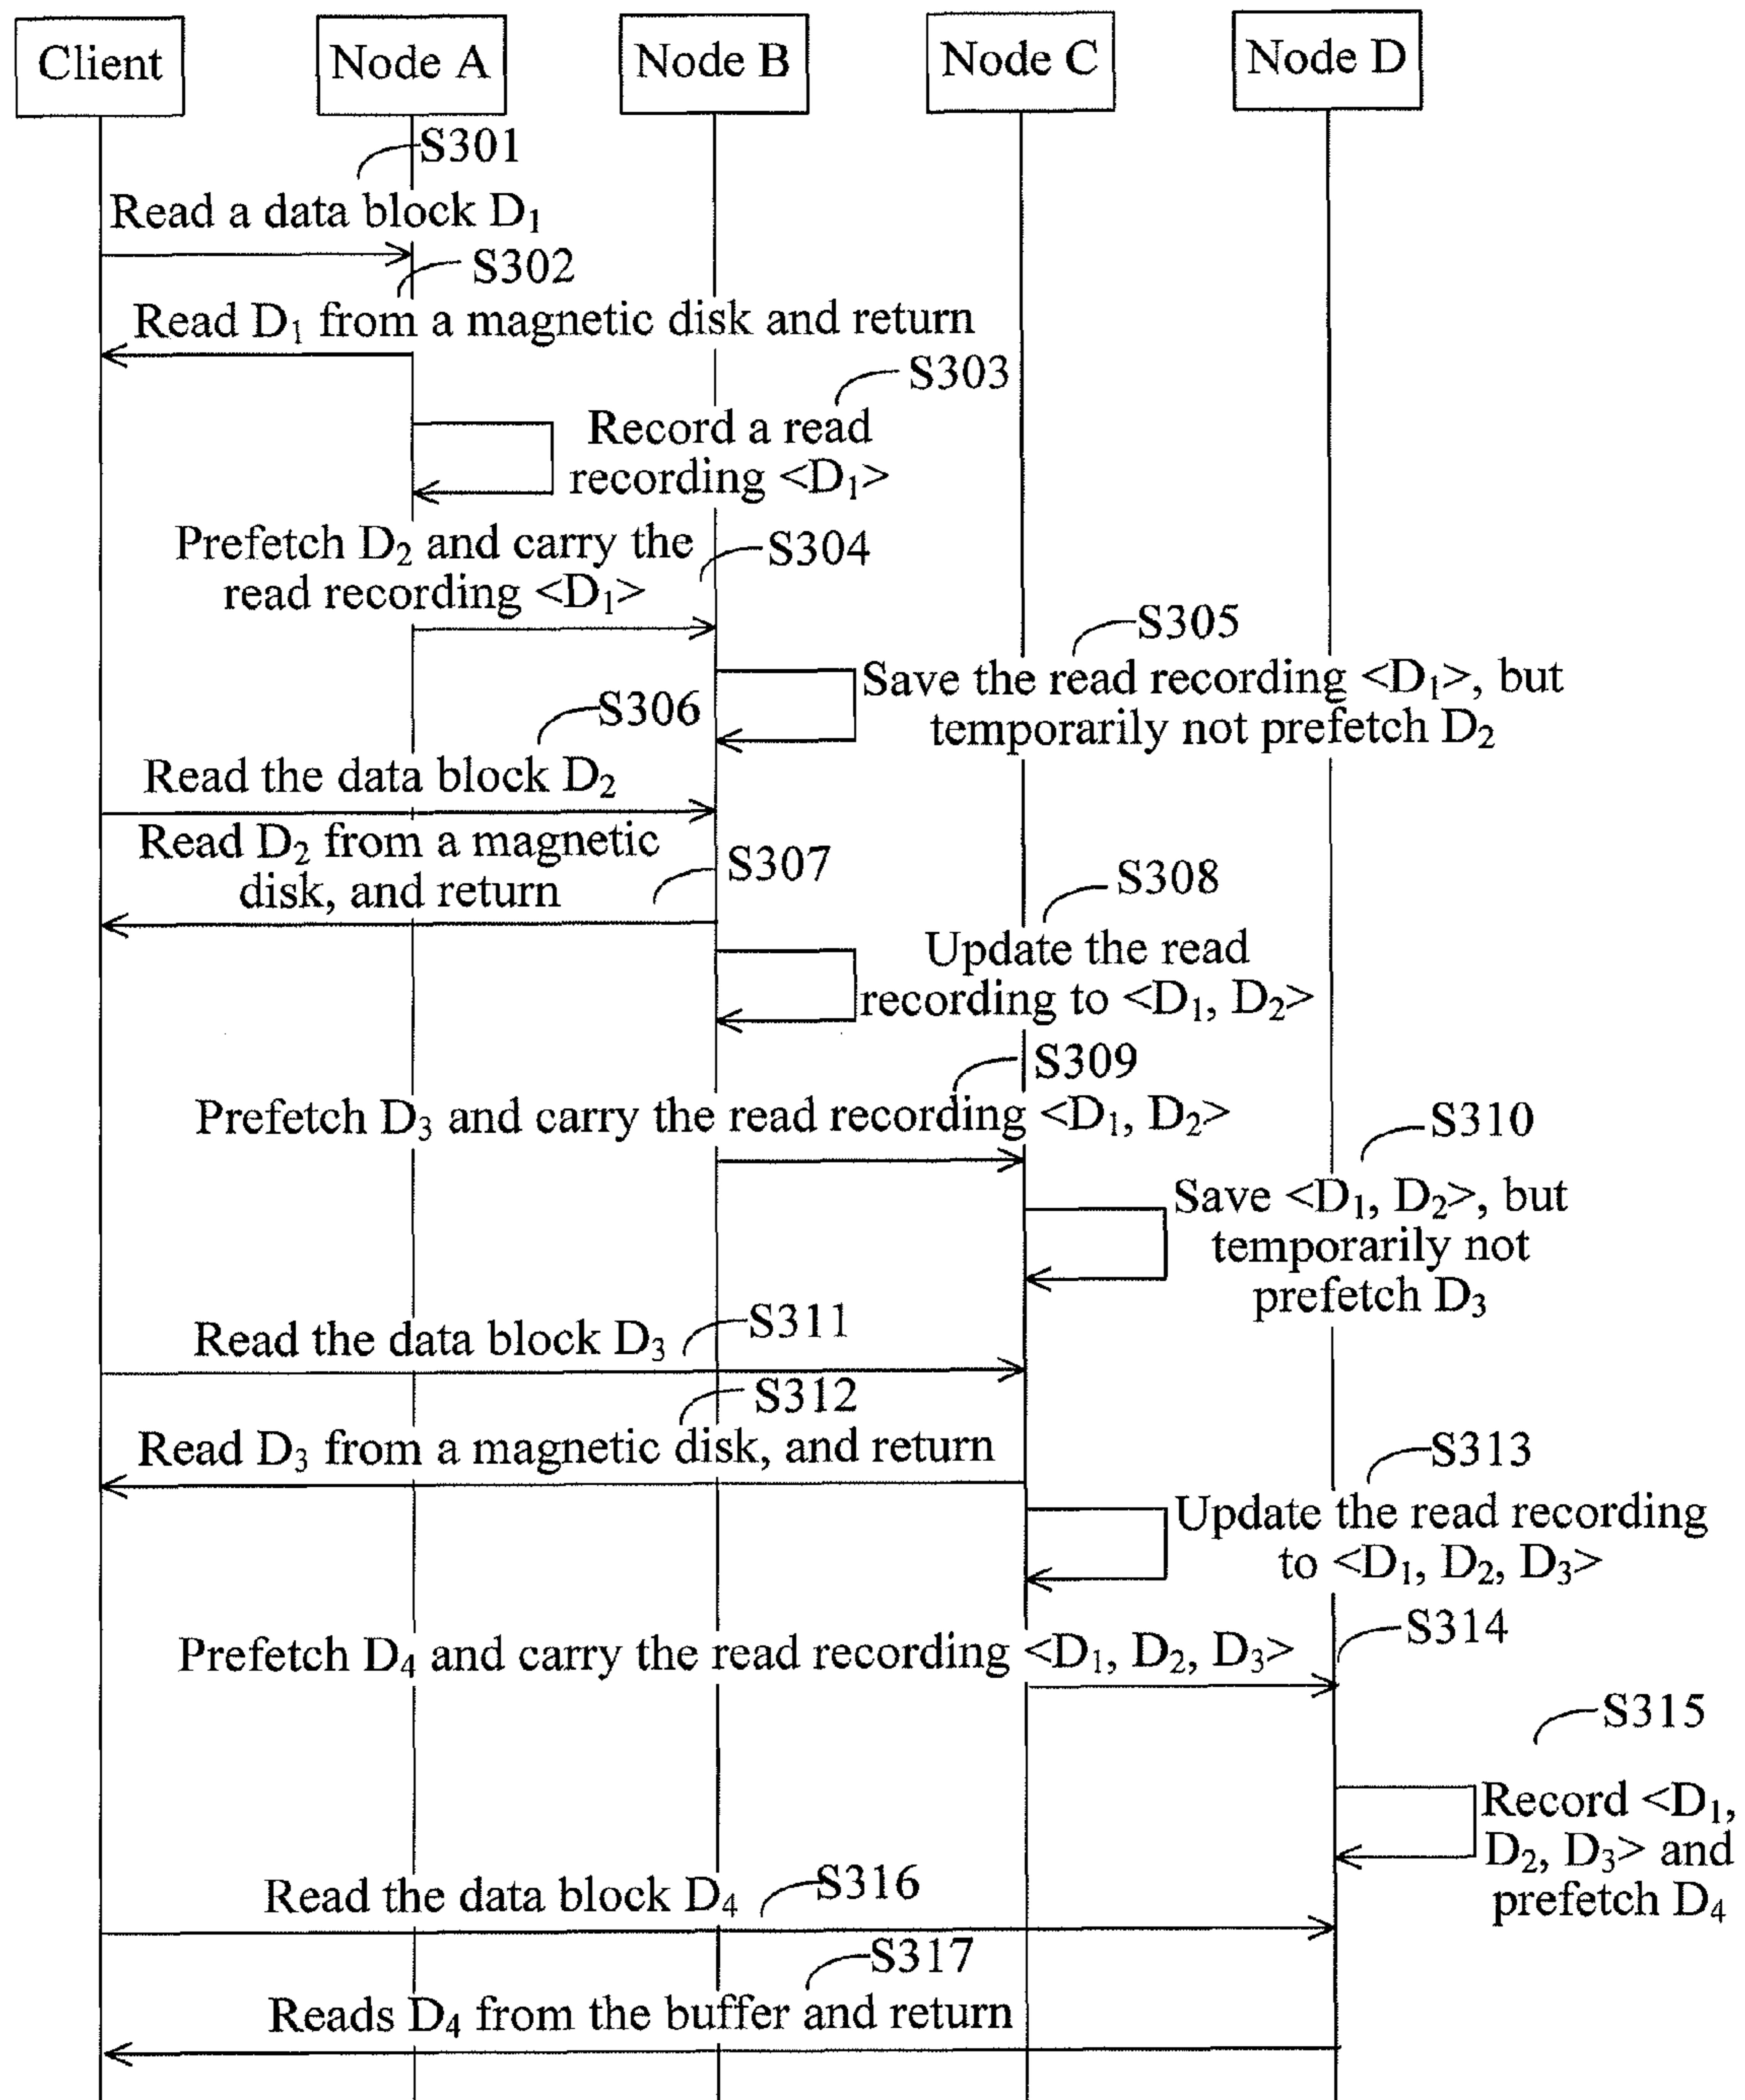 Client
Node A
Node B
Node C
Node D
S301
Read a data block D₁
S302
Read D₁ from a magnetic disk and return
S303
Record a read
recording <D₁>
Prefetch D₂ and carry the
read recording <D₁>
S304
S305
Save the read recording <D₁>, but
temporarily not prefetch D₂
S306
Read the data block D₂
Read D₂ from a magnetic
disk, and return
S307
S308
Update the read
recording to <D₁, D₂>
S309
Prefetch D₃ and carry the read recording <D₁, D₂>
S310
Save <D₁, D₂>, but
temporarily not
prefetch D₃
S311
Read the data block D₃
S312
Read D₃ from a magnetic disk, and return
S313
Update the read recording
to <D₁, D₂, D₃>
S314
Prefetch D₄ and carry the read recording <D₁, D₂, D₃>
S315
Record <D₁,
D₂, D₃> and
prefetch D₄
S316
Read the data block D₄
S317
Reads D₄ from the buffer and return